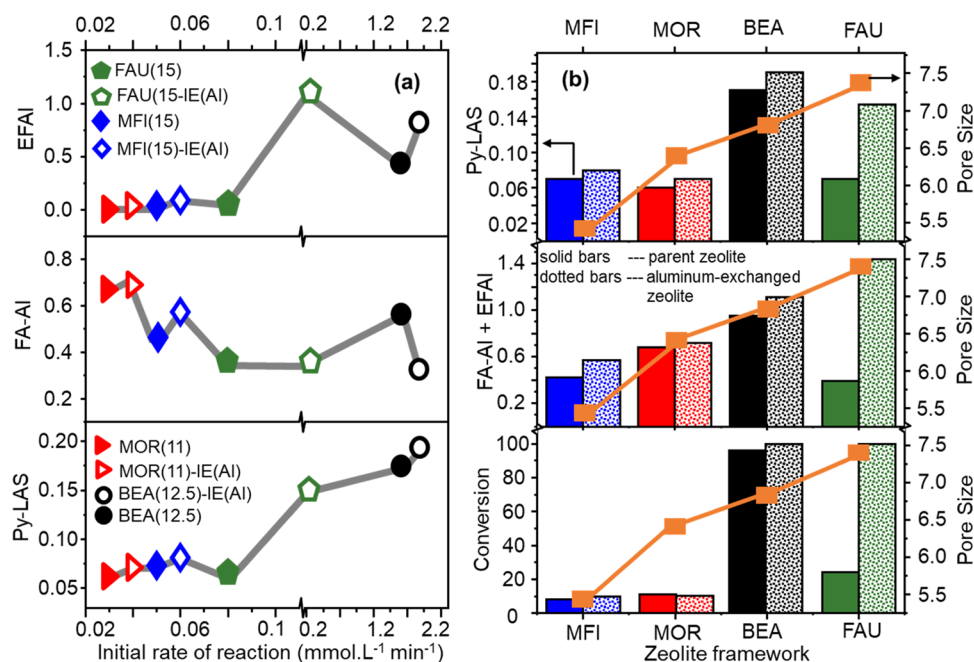 0.02 0.06 0.1 0.2 1.2 2.2
(a)
EFAl
1.5
1.0
0.5
0.0
FAU(15)
FAU(15-IE(Al)
MFI(15)
MFI(15)-IE(Al)
FA-Al
0.8
0.6
0.4
0.2
Py-LAS
0.20
0.15
0.10
0.05
MOR(11)
MOR(11)-IE(Al)
BEA(12.5)-IE(Al)
BEA(12.5)
0.02 0.06 0.1 0.2 1.2 2.2
Initial rate of reaction (mmol.L⁻¹ min⁻¹)
MFI MOR BEA FAU
(b)
Py-LAS
0.18
0.14
0.10
0.06
0.02
7.5
7.0
6.5
6.0
5.5
Pore Size
FA-Al + EFAl
1.4
1.0
0.6
0.2
solid bars --- parent zeolite
dotted bars --- aluminum-exchanged
zeolite
7.5
7.0
6.5
6.0
5.5
Pore Size
Conversion
100
80
60
40
20
10
0
7.5
7.0
6.5
6.0
5.5
Pore Size
MFI MOR BEA FAU
Zeolite framework